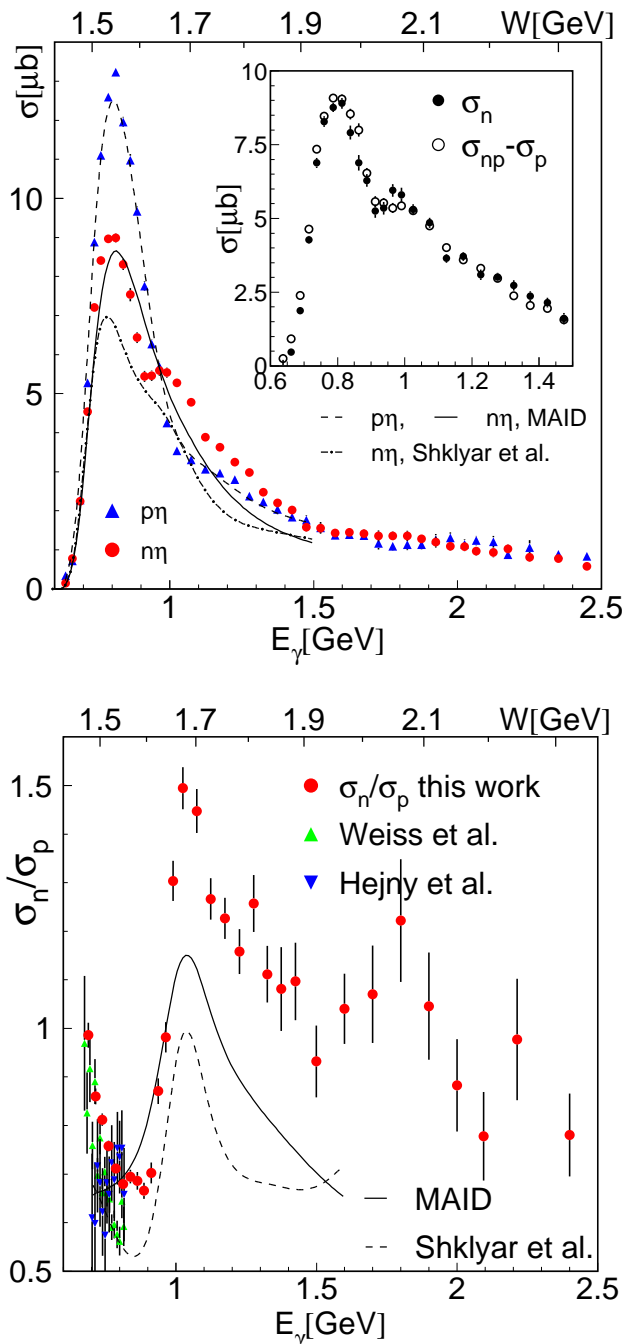 1.5 1.7 1.9 2.1 W[GeV]
σ[μb]
10
5
0
pη
nη
9
7.5
5
2.5
0
σ[μb]
σn
σnp-σp
0.6 0.8 1 1.2 1.4
pη nη, MAID
nη, Shklyar et al.
1 1.5 2 2.5
Eγ[GeV]
1.5 1.7 1.9 2.1 W[GeV]
σn/σp
1.5
1
0.5
σn/σp this work
Weiss et al.
Hejny et al.
MAID
Shklyar et al.
1 1.5 2 2.5
Eγ[GeV]